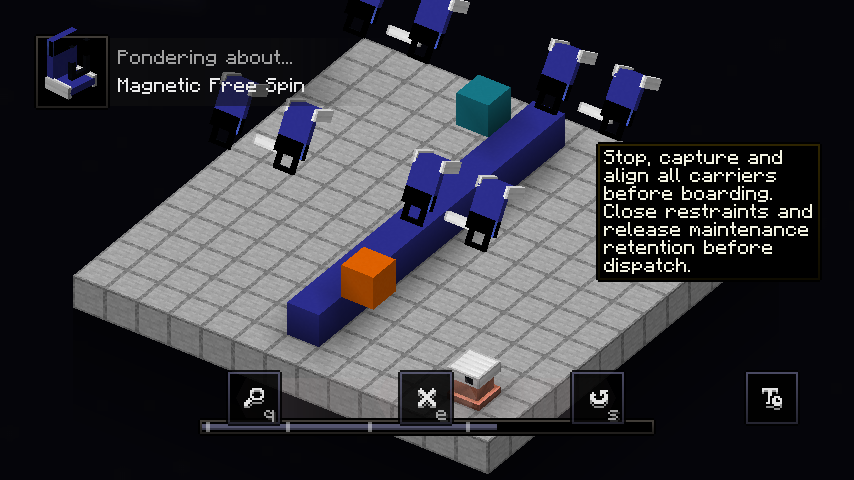 Pondering about...
Magnetic Free Spin
Stop, capture and
align all carriers
before boarding.
Close restraints and
release maintenance
retention before
dispatch.
q
e
s
T